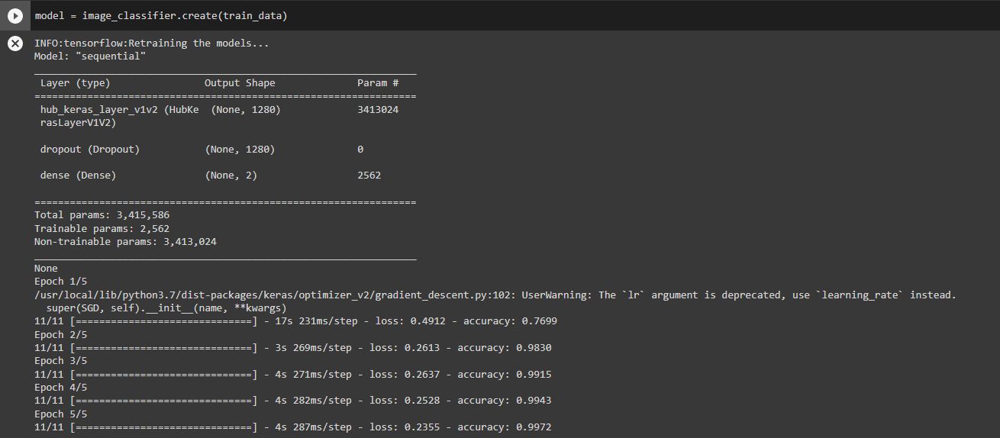 model = image_classifier.create(train_data)
INFO:tensorflow:Retraining the models...
Model: "sequential"
_________________________________________________________________
Layer (type)                Output Shape              Param #
=================================================================
hub_keras_layer_v1v2 (HubKe  (None, 1280)             3413024
rasLayerV1V2)
dropout (Dropout)           (None, 1280)              0
dense (Dense)               (None, 2)                 2562
=================================================================
Total params: 3,415,586
Trainable params: 2,562
Non-trainable params: 3,413,024
_________________________________________________________________
None
Epoch 1/5
/usr/local/lib/python3.7/dist-packages/keras/optimizer_v2/gradient_descent.py:102: UserWarning: The `lr` argument is deprecated, use `learning_rate` instead.
super(SGD, self).__init__(name, **kwargs)
11/11 [==============================] - 17s 231ms/step - loss: 0.4912 - accuracy: 0.7699
Epoch 2/5
11/11 [==============================] - 3s 269ms/step - loss: 0.2613 - accuracy: 0.9830
Epoch 3/5
11/11 [==============================] - 4s 271ms/step - loss: 0.2637 - accuracy: 0.9915
Epoch 4/5
11/11 [==============================] - 4s 282ms/step - loss: 0.2528 - accuracy: 0.9943
Epoch 5/5
11/11 [==============================] - 4s 287ms/step - loss: 0.2355 - accuracy: 0.9972